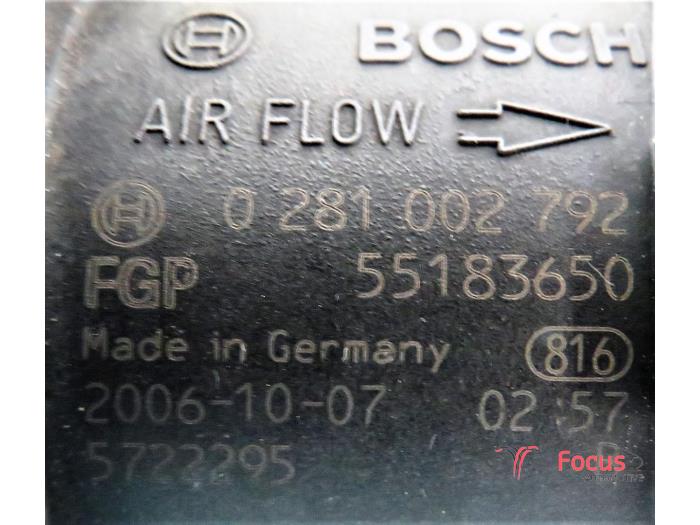 BOSCH
AIR FLOW
0 281 002 792
FGP 55183650
Made in Germany 816
2006-10-07 02:57
5722295
Focus